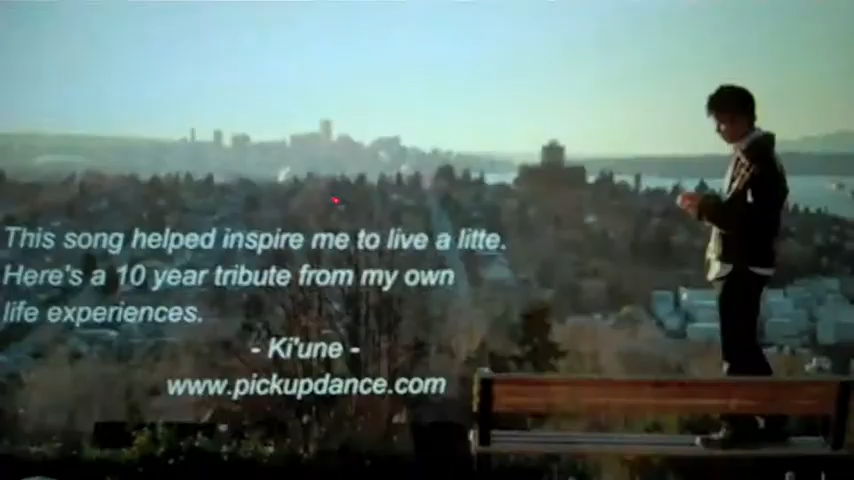 This song helped inspire me to live a litte.
Here's a 10 year tribute from my own
life experiences.
- Ki'une -
www.pickupdance.com